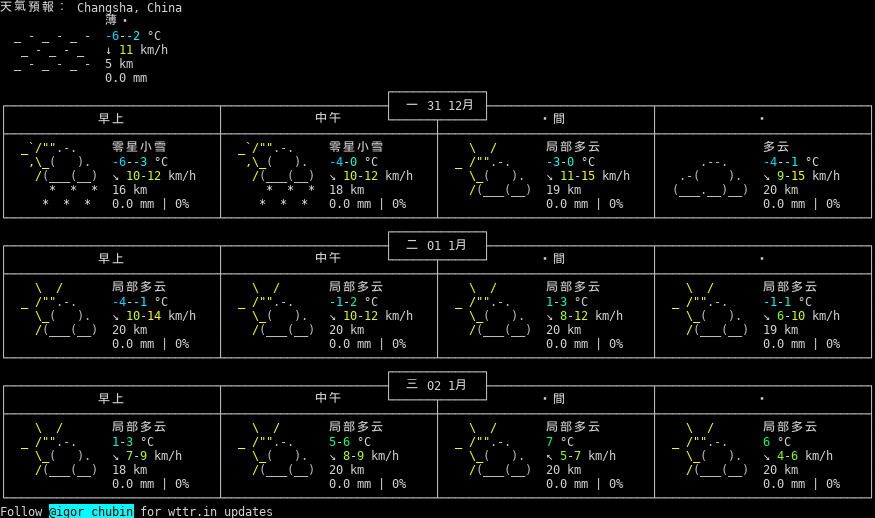 天氣預報： Changsha, China
薄・
-6--2 °C
↓ 11 km/h
5 km
0.0 mm
一 31 12月
早上 中午 ・間 ・
零星小雪 零星小雪 局部多云 多云
-6--3 °C -4-0 °C -3-0 °C -4--1 °C
↘ 10-12 km/h ↘ 10-12 km/h ↘ 11-15 km/h ↘ 9-15 km/h
16 km 18 km 19 km 20 km
0.0 mm | 0% 0.0 mm | 0% 0.0 mm | 0% 0.0 mm | 0%
二 01 1月
早上 中午 ・間 ・
局部多云 局部多云 局部多云 局部多云
-4--1 °C -1-2 °C 1-3 °C -1-1 °C
↘ 10-14 km/h ↘ 10-12 km/h ↘ 8-12 km/h ↘ 6-10 km/h
20 km 20 km 20 km 19 km
0.0 mm | 0% 0.0 mm | 0% 0.0 mm | 0% 0.0 mm | 0%
三 02 1月
早上 中午 ・間 ・
局部多云 局部多云 局部多云 局部多云
1-3 °C 5-6 °C 7 °C 6 °C
↘ 7-9 km/h ↘ 8-9 km/h ↖ 5-7 km/h ↘ 4-6 km/h
18 km 20 km 20 km 20 km
0.0 mm | 0% 0.0 mm | 0% 0.0 mm | 0% 0.0 mm | 0%
Follow @igor_chubin for wttr.in updates